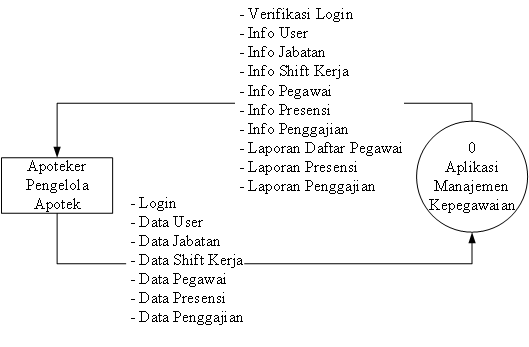 - Verifikasi Login
- Info User
- Info Jabatan
- Info Shift Kerja
- Info Pegawai
- Info Presensi
- Info Penggajian
- Laporan Daftar Pegawai
- Laporan Presensi
- Laporan Penggajian
Apoteker
Pengelola
Apotek
0
Aplikasi
Manajemen
Kepegawaian
- Login
- Data User
- Data Jabatan
- Data Shift Kerja
- Data Pegawai
- Data Presensi
- Data Penggajian